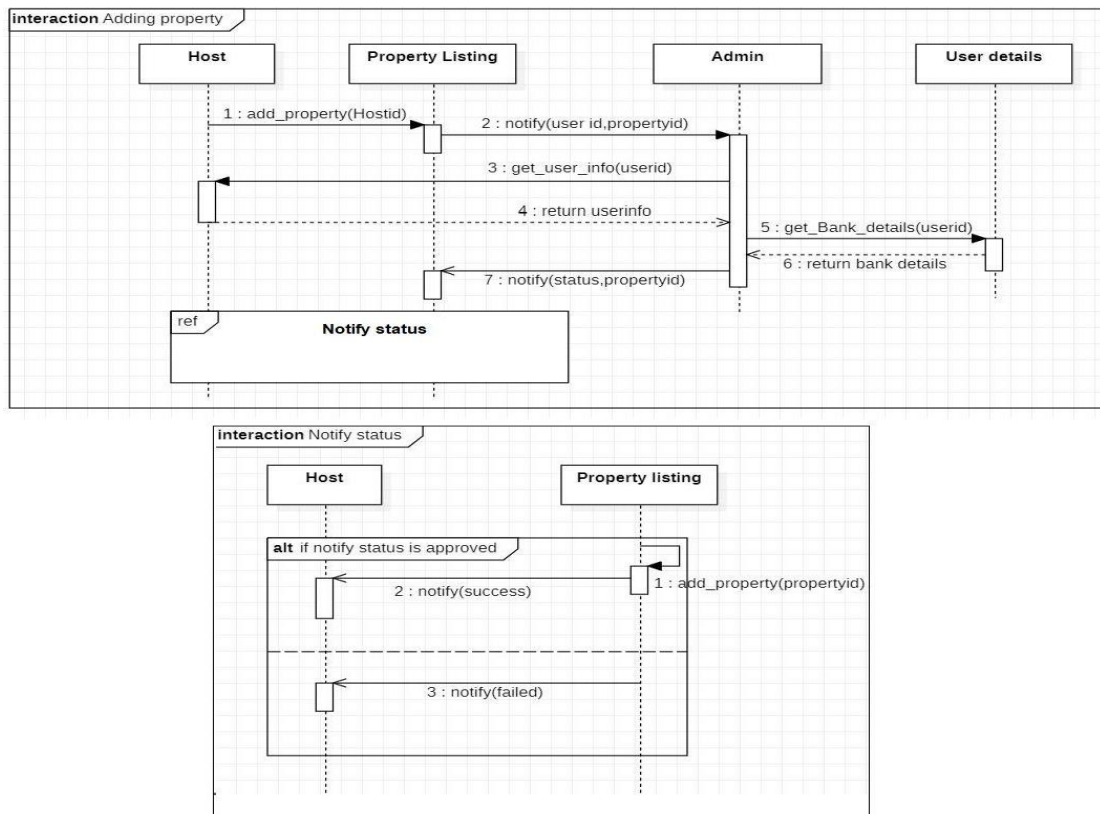 interaction Adding property
Host
Property Listing
Admin
User details
1 : add_property(Hostid)
2 : notify(user id,propertyid)
3 : get_user_info(userid)
4 : return userinfo
5 : get_Bank_details(userid)
6 : return bank details
7 : notify(status,propertyid)
ref
Notify status
interaction Notify status
Host
Property listing
alt if notify status is approved
1 : add_property(propertyid)
2 : notify(success)
3 : notify(failed)